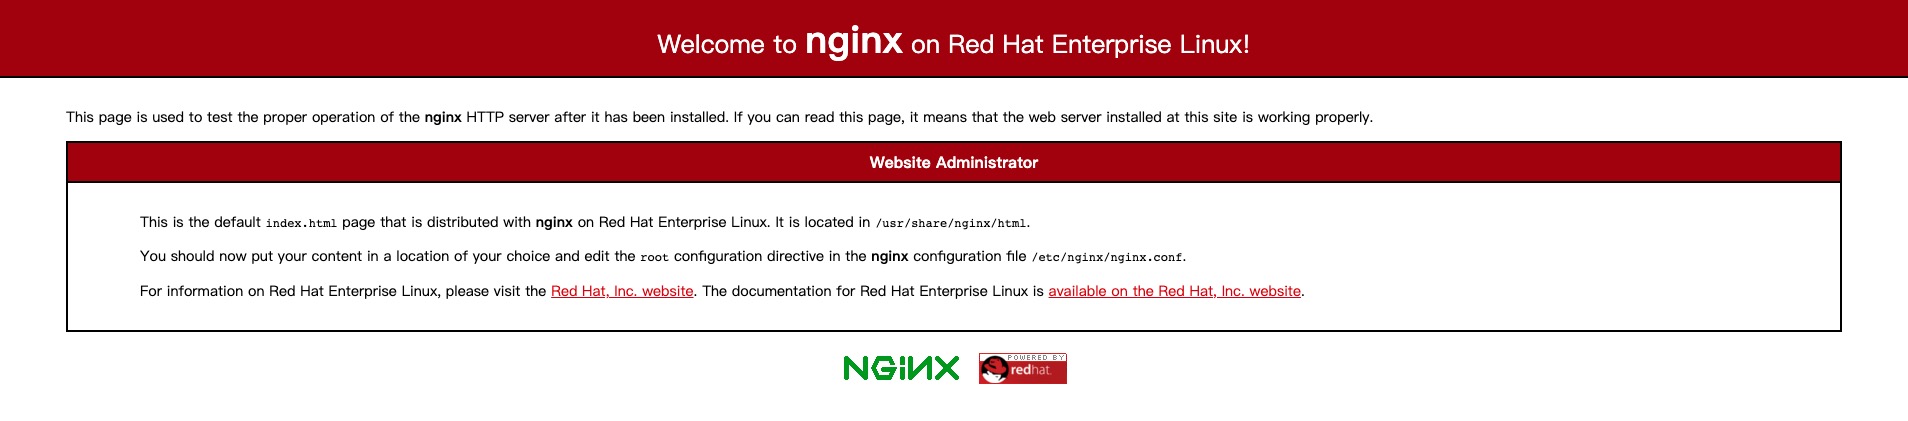 Welcome to nginx on Red Hat Enterprise Linux!
This page is used to test the proper operation of the nginx HTTP server after it has been installed. If you can read this page, it means that the web server installed at this site is working properly.
Website Administrator
This is the default index.html page that is distributed with nginx on Red Hat Enterprise Linux. It is located in /usr/share/nginx/html.
You should now put your content in a location of your choice and edit the root configuration directive in the nginx configuration file /etc/nginx/nginx.conf.
For information on Red Hat Enterprise Linux, please visit the Red Hat, Inc. website. The documentation for Red Hat Enterprise Linux is available on the Red Hat, Inc. website.
NGiNX
POWERED BY
redhat.